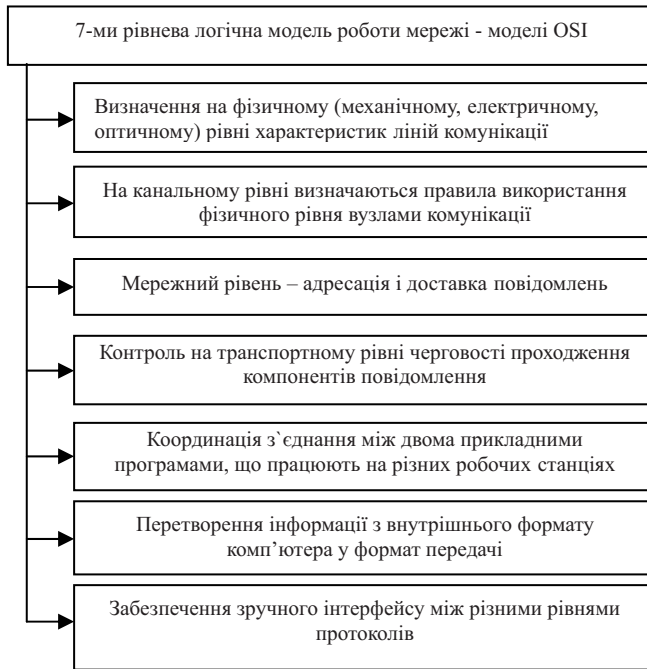 7-ми рівнева логічна модель роботи мережі - моделі OSI
Визначення на фізичному (механічному, електричному,
оптичному) рівні характеристик ліній комунікації
На канальному рівні визначаються правила використання
фізичного рівня вузлами комунікації
Мережний рівень – адресація і доставка повідомлень
Контроль на транспортному рівні черговості проходження
компонентів повідомлення
Координація з`єднання між двома прикладними
програмами, що працюють на різних робочих станціях
Перетворення інформації з внутрішнього формату
комп’ютера у формат передачі
Забезпечення зручного інтерфейсу між різними рівнями
протоколів